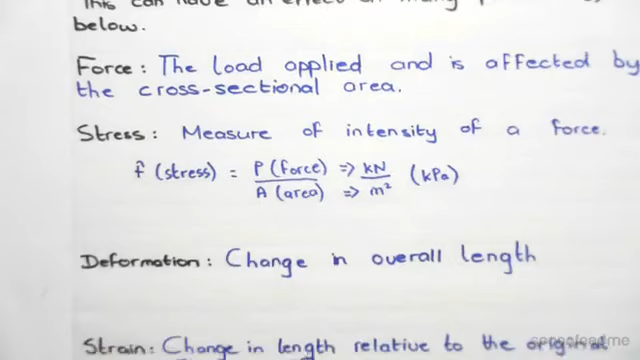 below.
Force: The load applied and is affected by
the cross-sectional area.
Stress: Measure of intensity of a force.
f̂ (stress) = P (force) => kN (kPa)
A (area) => m²
Deformation: Change in overall length
Strain: Change in length relative to the original